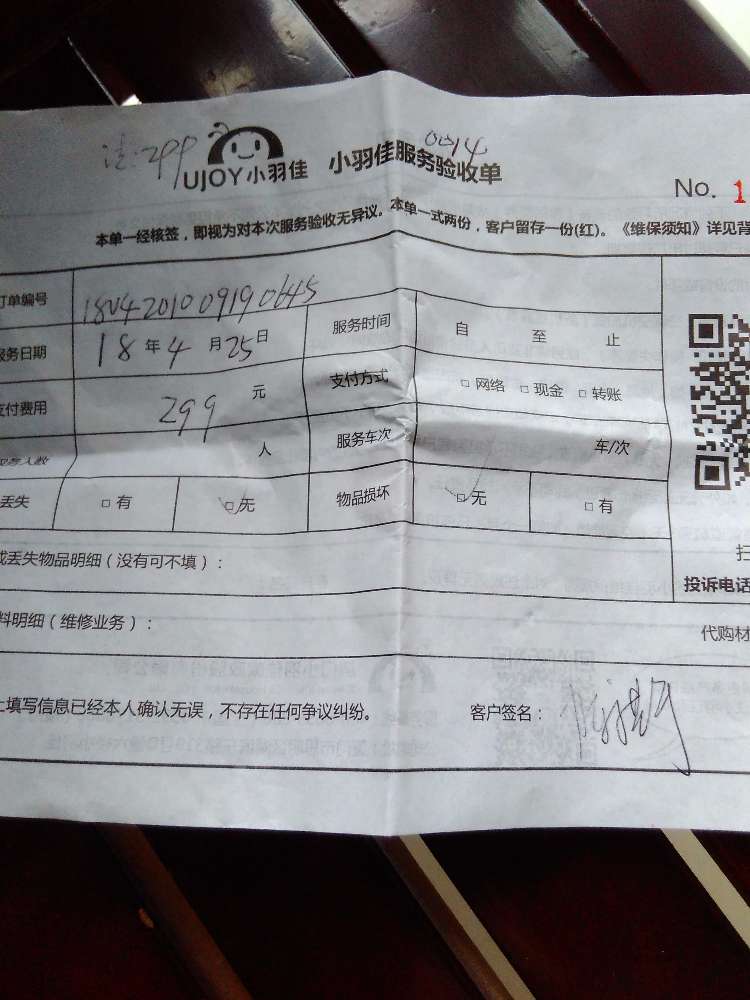 洁:299 UJOY小羽佳 小羽佳服务验收单 0014 No. 1
本单一经核签，即视为对本次服务验收无异议。本单一式两份，客户留存一份(红)。《维保须知》详见背
订单编号 18042010 09190645
服务日期 18 年 4 月 25 日 服务时间 自 至 止
支付费用 299 元 支付方式 □ 网络 □ 现金 □ 转账
人数 人 服务车次 车/次
丢失 □ 有 □ 无 物品损坏 □ 无 □ 有
或丢失物品明细（没有可不填）： 扫
投诉电话
料明细（维修业务）： 代购材
上填写信息已经本人确认无误，不存在任何争议纠纷。 客户签名：